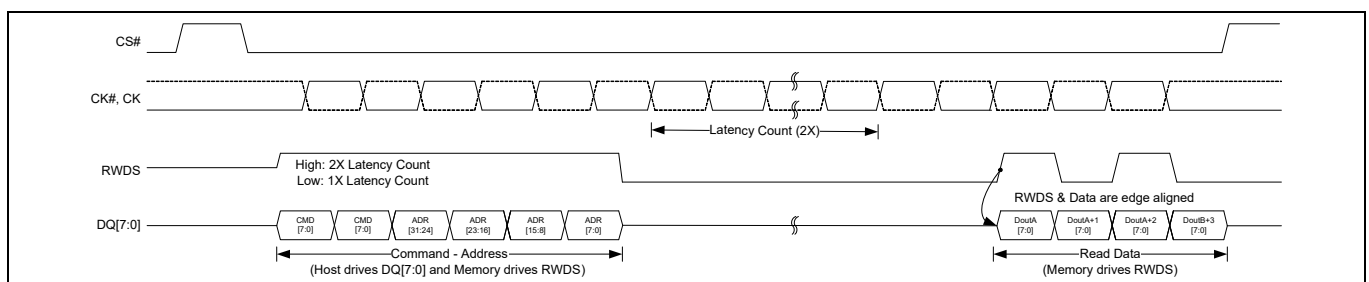 CS#
CK#, CK
Latency Count (2X)
RWDS
High: 2X Latency Count
Low: 1X Latency Count
RWDS & Data are edge aligned
DQ[7:0]
CMD
[7:0]
CMD
[7:0]
ADR
[31:24]
ADR
[23:16]
ADR
[15:8]
ADR
[7:0]
DoutA
[7:0]
DoutA+1
[7:0]
DoutA+2
[7:0]
DoutB+3
[7:0]
Command - Address
(Host drives DQ[7:0] and Memory drives RWDS)
Read Data
(Memory drives RWDS)